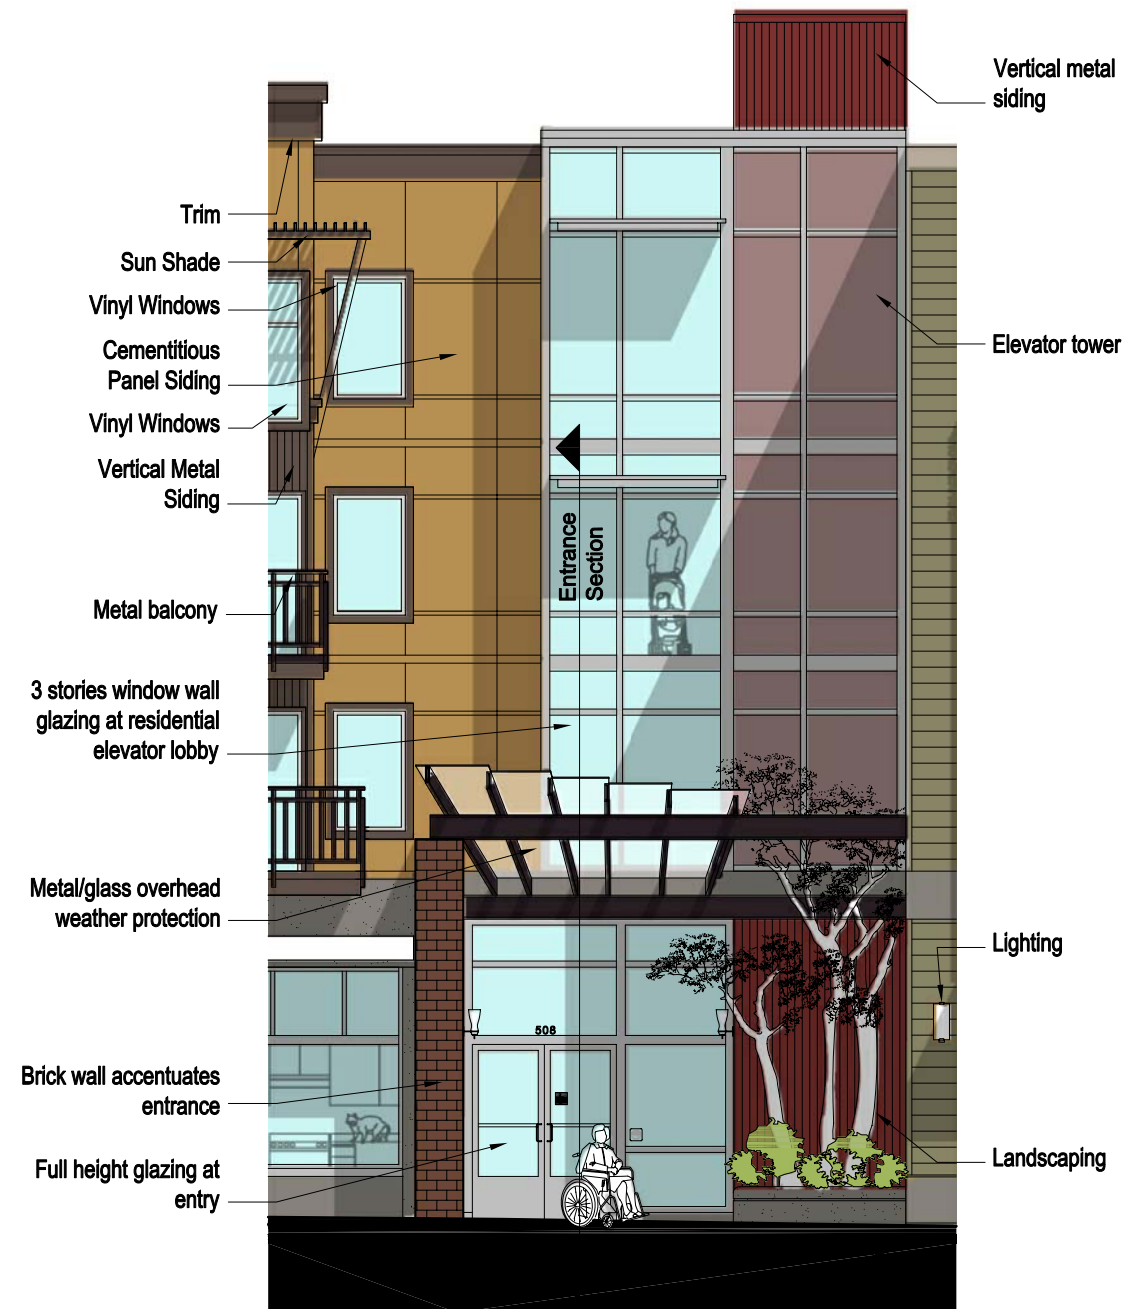 Vertical metal
siding
Trim
Sun Shade
Vinyl Windows
Cementitious
Panel Siding
Elevator tower
Vinyl Windows
Vertical Metal
Siding
Entrance
Section
Metal balcony
3 stories window wall
glazing at residential
elevator lobby
Metal/glass overhead
weather protection
Lighting
508
Brick wall accentuates
entrance
Full height glazing at
entry
Landscaping